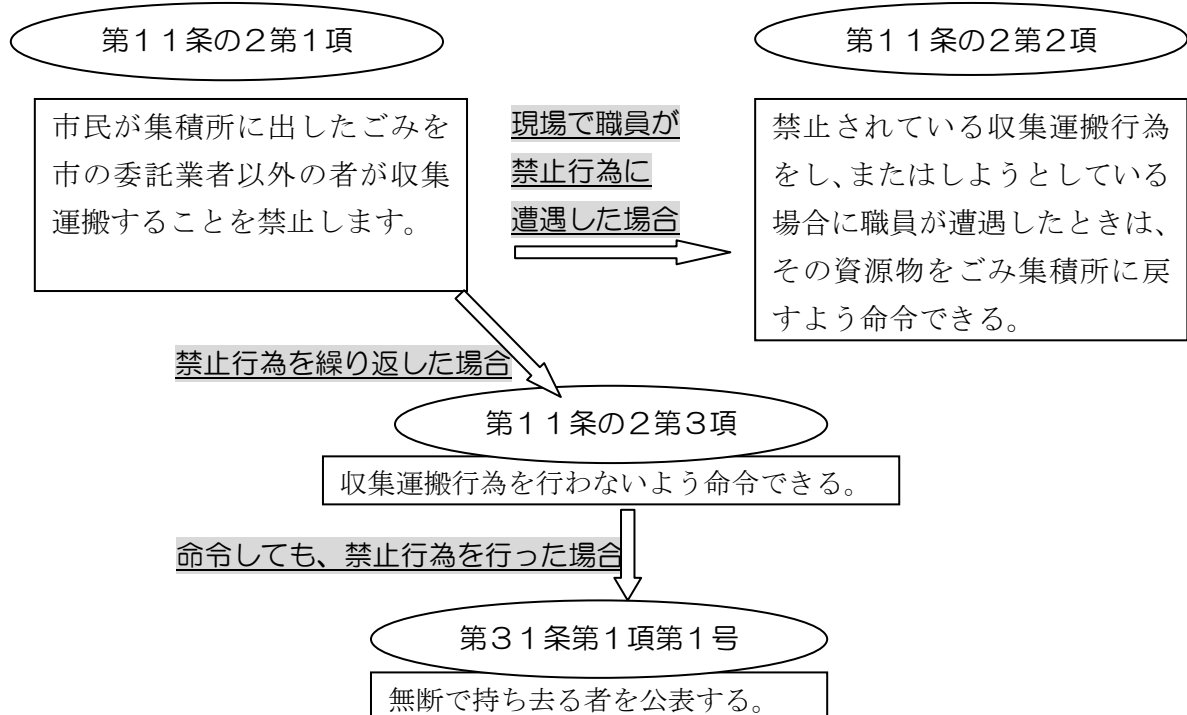 第１１条の２第１項
市民が集積所に出したごみを
市の委託業者以外の者が収集
運搬することを禁止します。
現場で職員が
禁止行為に
遭遇した場合
第１１条の２第２項
禁止されている収集運搬行為
をし、またはしようとしている
場合に職員が遭遇したときは、
その資源物をごみ集積所に戻
すよう命令できる。
禁止行為を繰り返した場合
第１１条の２第３項
収集運搬行為を行わないよう命令できる。
命令しても、禁止行為を行った場合
第３１条第１項第１号
無断で持ち去る者を公表する。